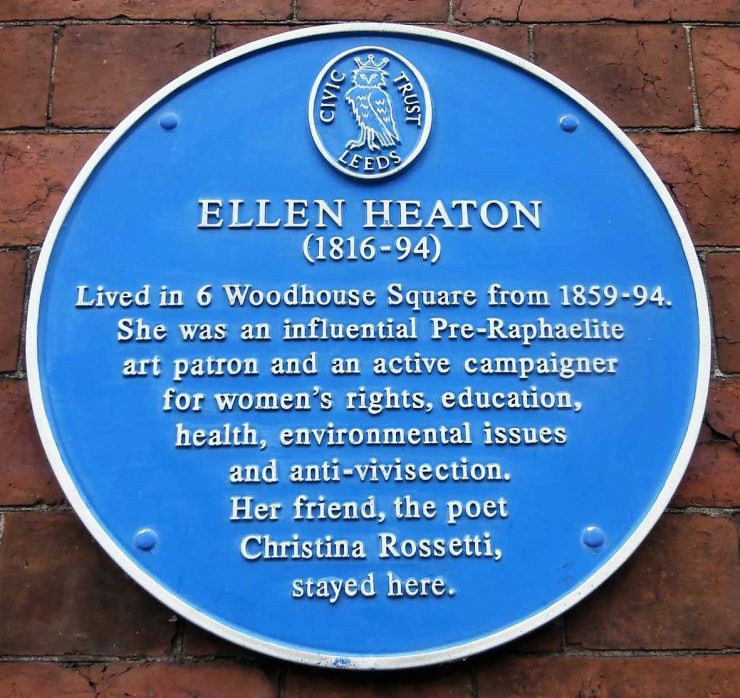 CIVIC TRUST
LEEDS
ELLEN HEATON
(1816-94)
Lived in 6 Woodhouse Square from 1859-94.
She was an influential Pre-Raphaelite
art patron and an active campaigner
for women's rights, education,
health, environmental issues
and anti-vivisection.
Her friend, the poet
Christina Rossetti,
stayed here.